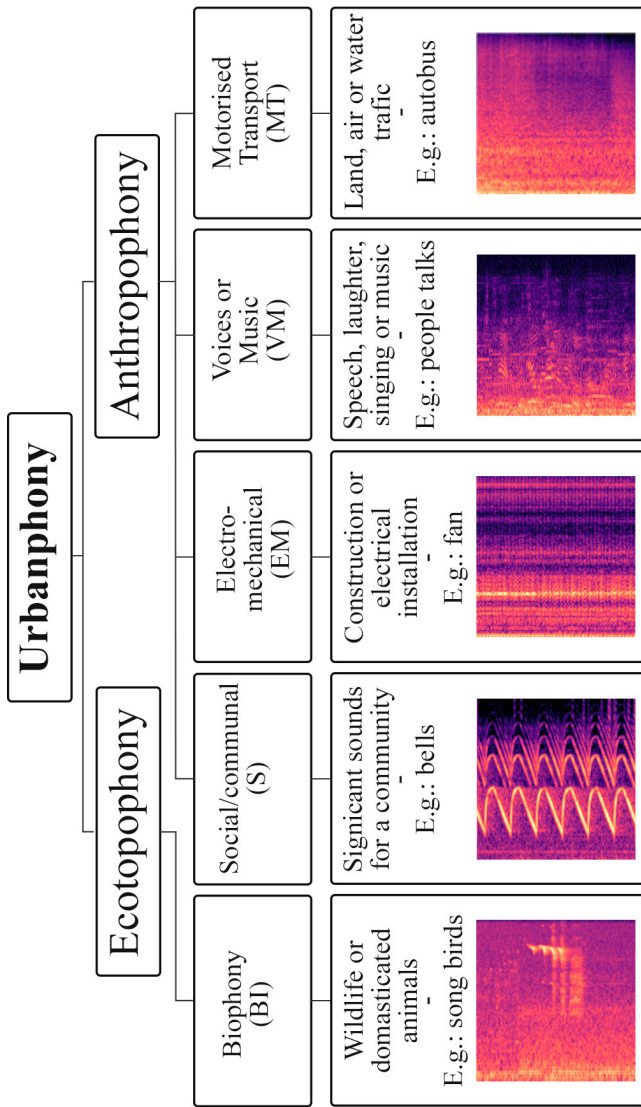 Urbanphony
Ecotopophony
Anthropophony
Biophony
(BI)
Social/communal
(S)
Electro-
mechanical
(EM)
Voices or
Music
(VM)
Motorised
Transport
(MT)
Wildlife or
domasticated
animals
-
E.g.: song birds
Signicant sounds
for a community
-
E.g.: bells
Construction or
electrical
installation
-
E.g.: fan
Speech, laughter,
singing or music
-
E.g.: people talks
Land, air or water
trafic
-
E.g.: autobus